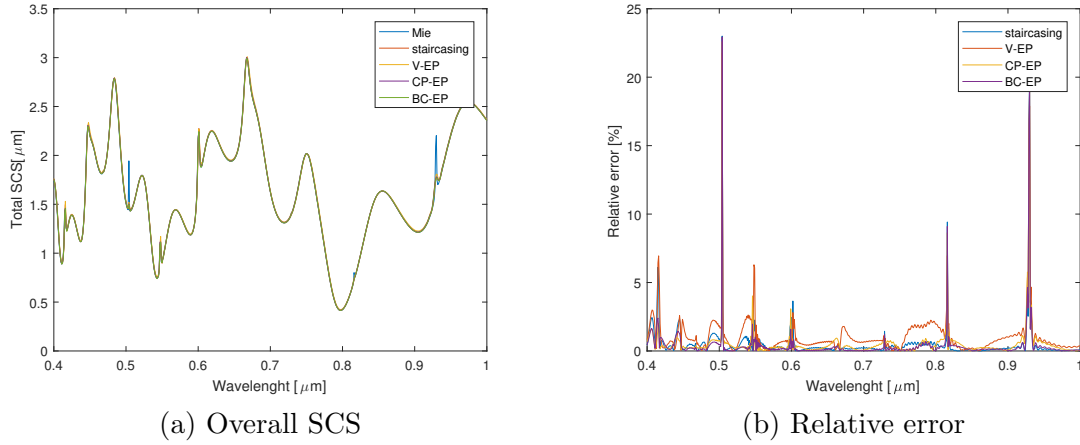 3.5
3
2.5
2
1.5
1
0.5
0
0.4 0.5 0.6 0.7 0.8 0.9 1
Total SCS[ μm]
Wavelenght [ μm]
Mie
staircasing
V-EP
CP-EP
BC-EP
(a) Overall SCS
25
20
15
10
5
0
0.4 0.5 0.6 0.7 0.8 0.9 1
Relative error [%]
Wavelenght [ μm]
staircasing
V-EP
CP-EP
BC-EP
(b) Relative error